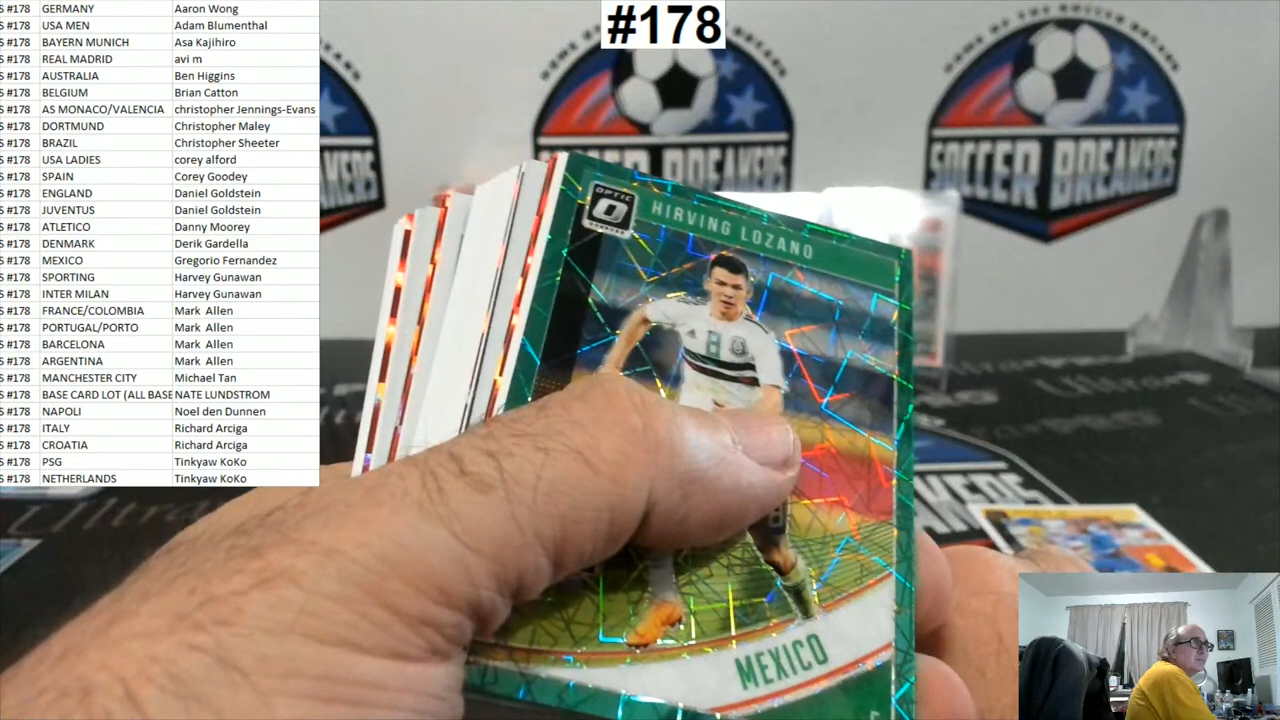 S #178 GERMANY Aaron Wong
S #178 USA MEN Adam Blumenthal
S #178 BAYERN MUNICH Asa Kajihiro
S #178 REAL MADRID avi m
S #178 AUSTRALIA Ben Higgins
S #178 BELGIUM Brian Catton
S #178 AS MONACO/VALENCIA christopher Jennings-Evans
S #178 DORTMUND Christopher Maley
S #178 BRAZIL Christopher Sheeter
S #178 USA LADIES corey alford
S #178 SPAIN Corey Goodey
S #178 ENGLAND Daniel Goldstein
S #178 JUVENTUS Daniel Goldstein
S #178 ATLETICO Danny Moorey
S #178 DENMARK Derik Gardella
S #178 MEXICO Gregorio Fernandez
S #178 SPORTING Harvey Gunawan
S #178 INTER MILAN Harvey Gunawan
S #178 FRANCE/COLOMBIA Mark Allen
S #178 PORTUGAL/PORTO Mark Allen
S #178 BARCELONA Mark Allen
S #178 ARGENTINA Mark Allen
S #178 MANCHESTER CITY Michael Tan
S #178 BASE CARD LOT (ALL BASE NATE LUNDSTROM
S #178 NAPOLI Noel den Dunnen
S #178 ITALY Richard Arciga
S #178 CROATIA Richard Arciga
S #178 PSG Tinkyaw KoKo
S #178 NETHERLANDS Tinkyaw KoKo
#178
SOCCER BREAKERS
SOCCER BREAKERS
OPTIC
HIRVING LOZANO
8
MEXICO
Ultra